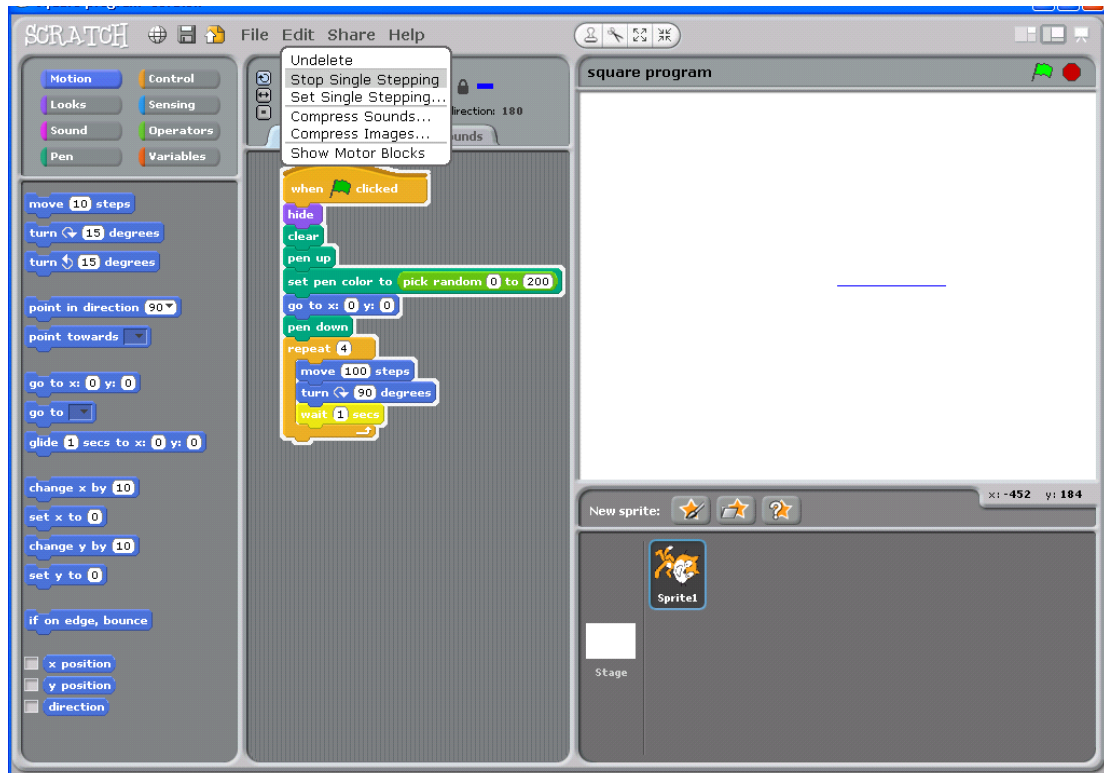 SCRATCH File Edit Share Help
Motion Control
Looks Sensing
Sound Operators
Pen Variables
move 10 steps
turn 15 degrees
turn 15 degrees
point in direction 90
point towards
go to x: 0 y: 0
go to
glide 1 secs to x: 0 y: 0
change x by 10
set x to 0
change y by 10
set y to 0
if on edge, bounce
x position
y position
direction
Undelete
Stop Single Stepping
Set Single Stepping...
Compress Sounds...
Compress Images...
Show Motor Blocks
direction: 180
when clicked
hide
clear
pen up
set pen color to pick random 0 to 200
go to x: 0 y: 0
pen down
repeat 4
move 100 steps
turn 90 degrees
wait 1 secs
square program
x: -452 y: 184
New sprite:
Sprite1
Stage